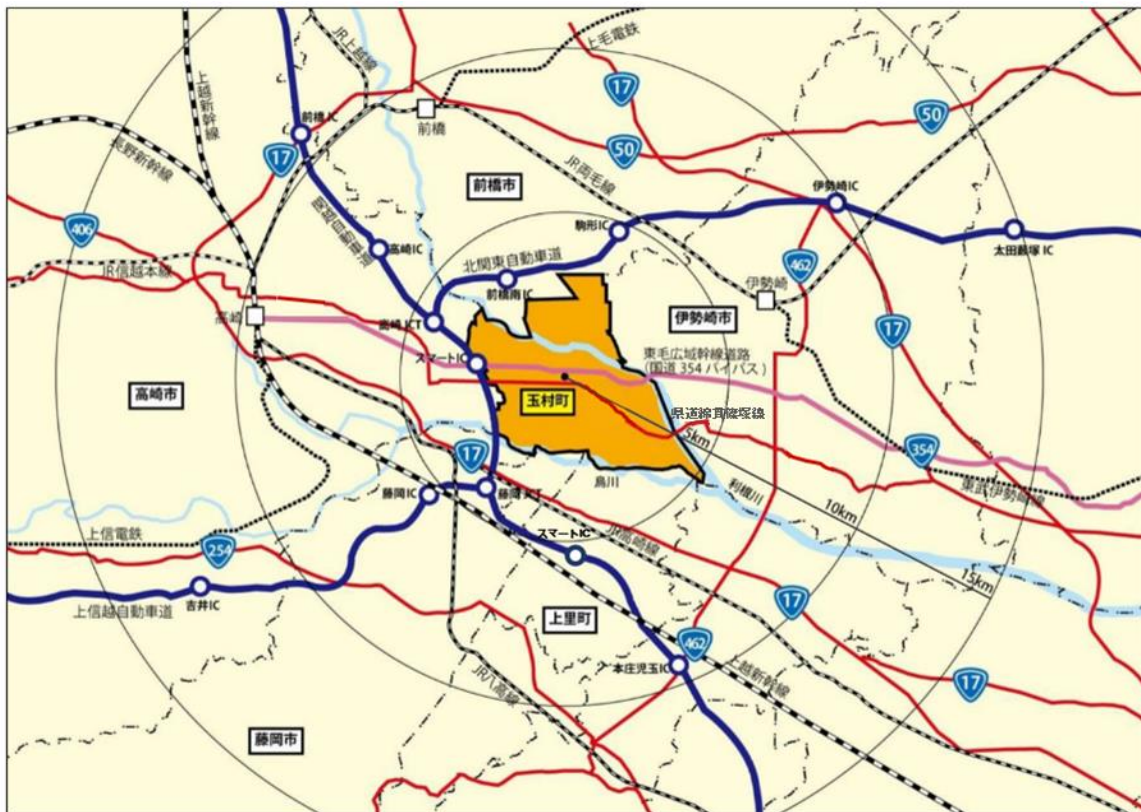 上毛電鉄
JR上越線
上越新幹線
17
50
前橋IC
前橋
17
50
長野新幹線
JR両毛線
前橋市
伊勢崎IC
406
関越自動車道
駒形IC
太田藪塚IC
高崎IC
北関東自動車道
462
JR信越本線
前橋南IC
伊勢崎
高崎
高崎JCT
伊勢崎市
17
スマートIC
東毛広域幹線道路
(国道354バイパス)
高崎市
玉村町
5km
17
354
烏川
利根川
東武伊勢崎線
藤岡IC
藤岡JCT
10km
上信電鉄
スマートIC
JR高崎線
254
15km
吉井IC
上信越自動車道
17
上里町
462
本庄児玉IC
上越新幹線
JR八高線
17
藤岡市